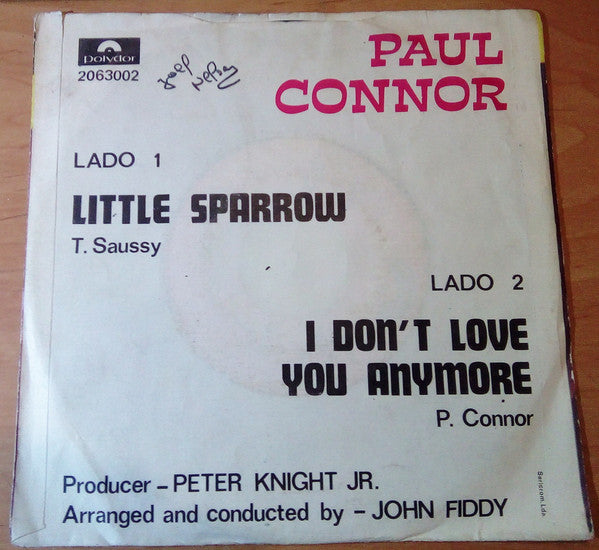 polydor
2063002
PAUL
CONNOR
LADO 1
LITTLE SPARROW
T. Saussy
LADO 2
I DON'T LOVE
YOU ANYMORE
P. Connor
Producer – PETER KNIGHT JR.
Arranged and conducted by – JOHN FIDDY